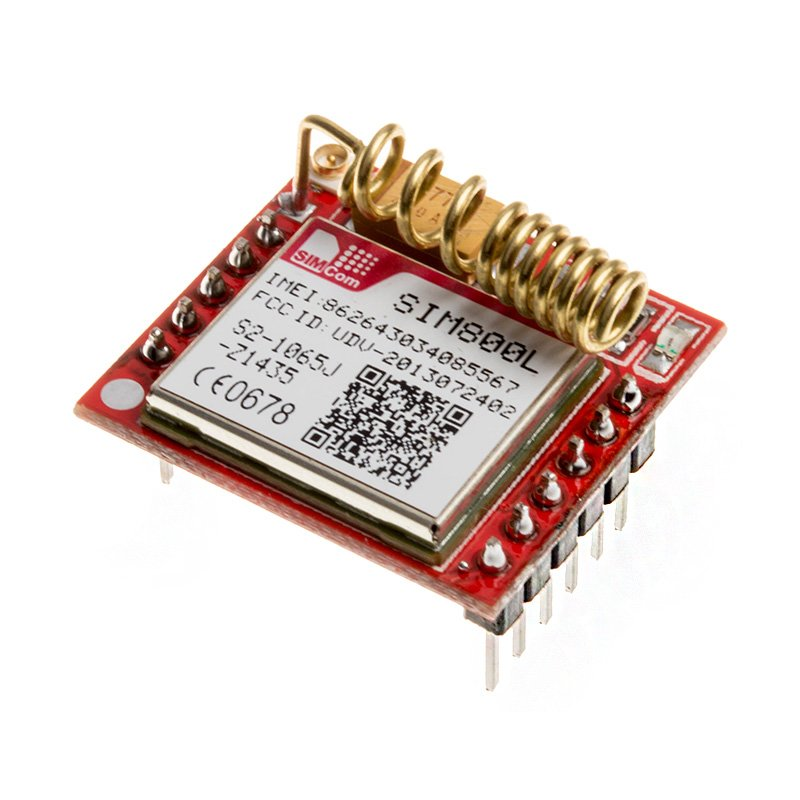 SIMCom
SIM800L
IMEI:862643034085567
FCC ID: UDV-2013072402
S2-1065J
-Z1435
CE0678